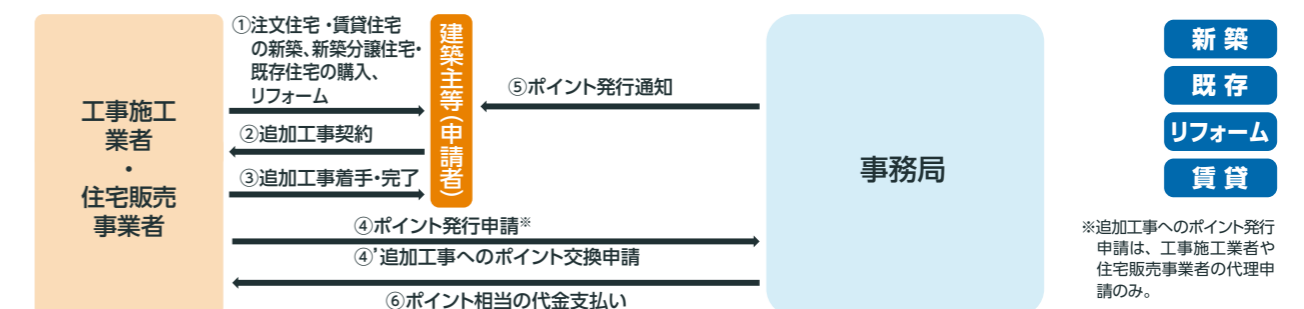 工事施工
業者
・
住宅販売
事業者
①注文住宅・賃貸住宅
の新築、新築分譲住宅・
既存住宅の購入、
リフォーム
②追加工事契約
③追加工事着手・完了
建築主等(申請者)
⑤ポイント発行通知
④ポイント発行申請※
④’追加工事へのポイント交換申請
⑥ポイント相当の代金支払い
事務局
新築
既存
リフォーム
賃貸
※追加工事へのポイント発行
申請は、工事施工業者や
住宅販売事業者の代理申
請のみ。